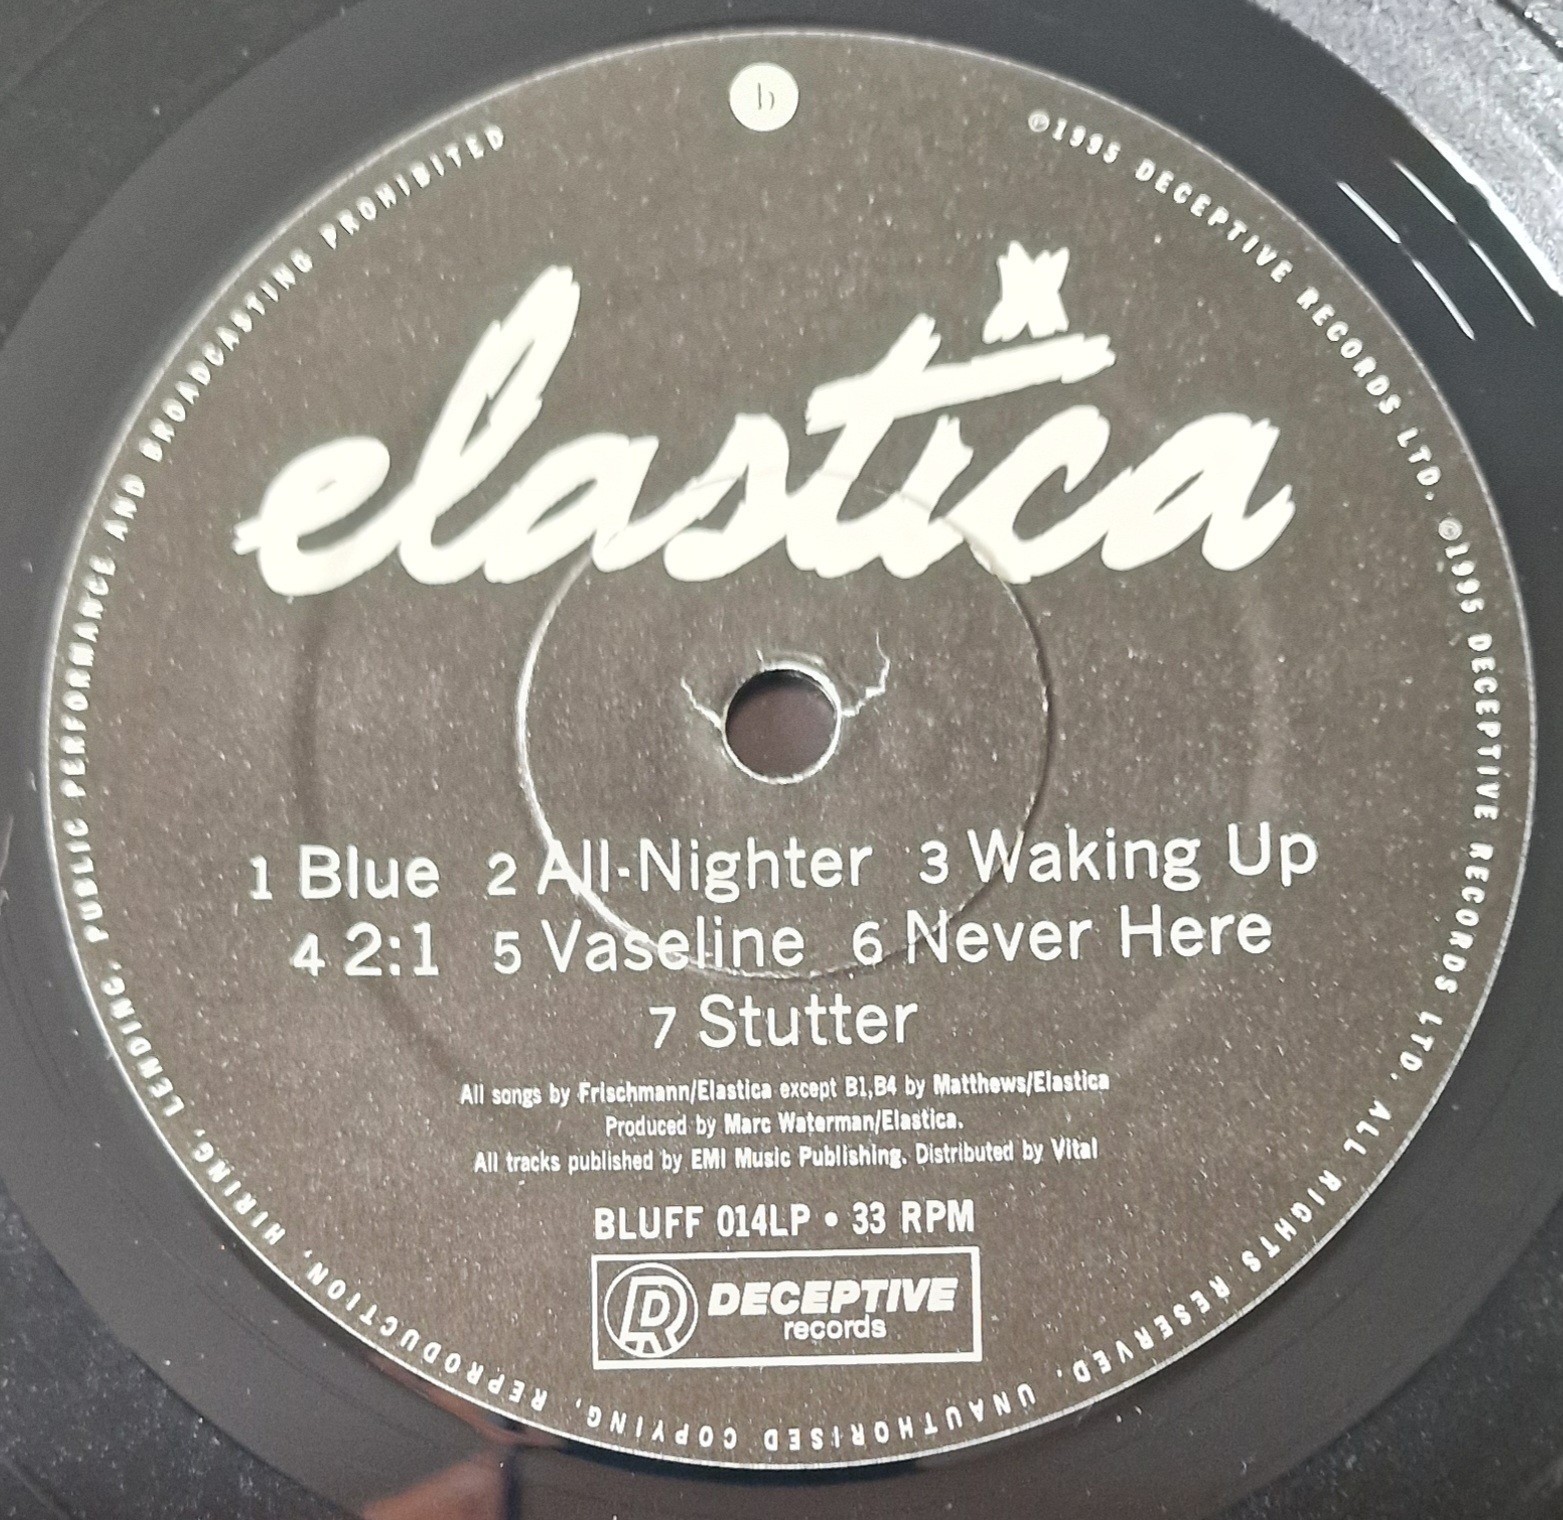 b
elastica
1 Blue 2 All-Nighter 3 Waking Up
4 2:1 5 Vaseline 6 Never Here
7 Stutter
All songs by Frischmann/Elastica except B1,B4 by Matthews/Elastica
Produced by Marc Waterman/Elastica.
All tracks published by EMI Music Publishing. Distributed by Vital
BLUFF 014LP • 33 RPM
DR DECEPTIVE
records
℗1995 DECEPTIVE RECORDS LTD. ©1995 DECEPTIVE RECORDS LTD. ALL RIGHTS RESERVED. UNAUTHORISED COPYING, REPRODUCTION, HIRING, LENDING, PUBLIC PERFORMANCE AND BROADCASTING PROHIBITED